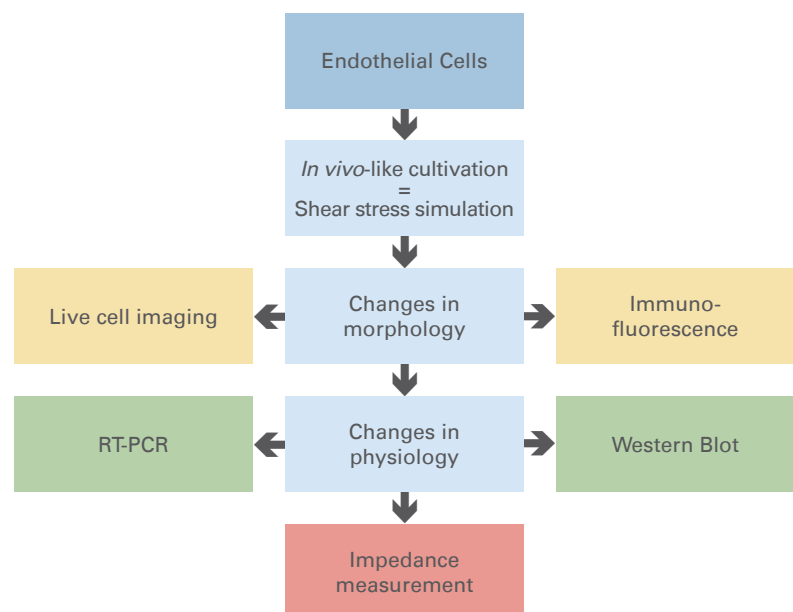 Endothelial Cells
In vivo-like cultivation
=
Shear stress simulation
Live cell imaging
Changes in
morphology
Immuno-
fluorescence
RT-PCR
Changes in
physiology
Western Blot
Impedance
measurement